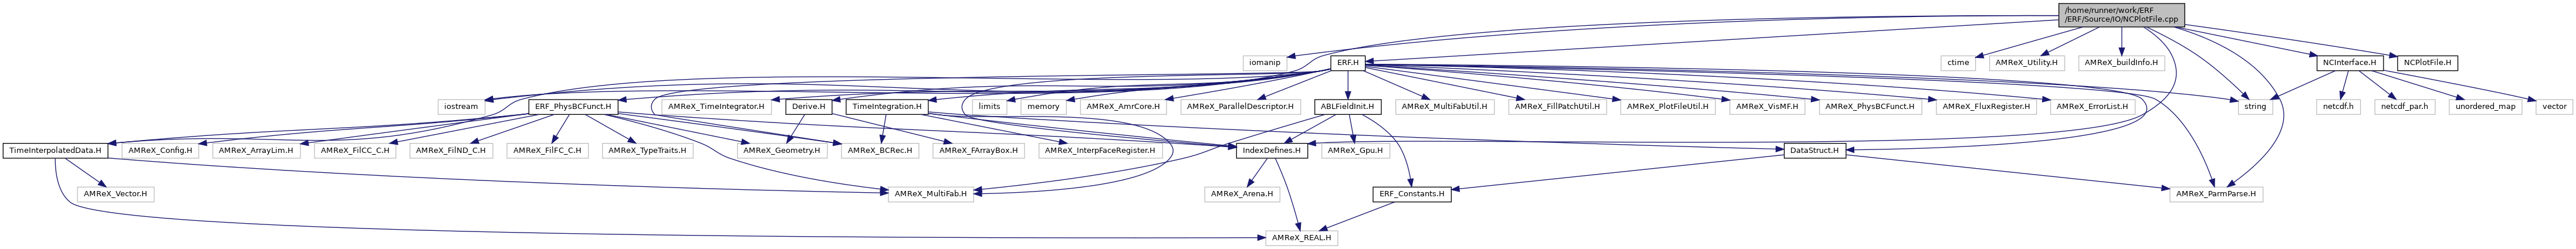 /home/runner/work/ERF
/ERF/Source/IO/NCPlotFile.cpp
iomanip
ERF.H
ctime
AMReX_Utility.H
AMReX_buildInfo.H
NCInterface.H
NCPlotFile.H
iostream
ERF_PhysBCFunct.H
AMReX_TimeIntegrator.H
Derive.H
TimeIntegration.H
limits
memory
AMReX_AmrCore.H
AMReX_ParallelDescriptor.H
ABLFieldInit.H
AMReX_MultiFabUtil.H
AMReX_FillPatchUtil.H
AMReX_PlotFileUtil.H
AMReX_VisMF.H
AMReX_PhysBCFunct.H
AMReX_FluxRegister.H
AMReX_ErrorList.H
string
netcdf.h
netcdf_par.h
unordered_map
vector
TimeInterpolatedData.H
AMReX_Config.H
AMReX_ArrayLim.H
AMReX_FilCC_C.H
AMReX_FilND_C.H
AMReX_FilFC_C.H
AMReX_TypeTraits.H
AMReX_Geometry.H
AMReX_BCRec.H
AMReX_FArrayBox.H
AMReX_InterpFaceRegister.H
IndexDefines.H
AMReX_Gpu.H
DataStruct.H
AMReX_Vector.H
AMReX_MultiFab.H
AMReX_Arena.H
ERF_Constants.H
AMReX_ParmParse.H
AMReX_REAL.H